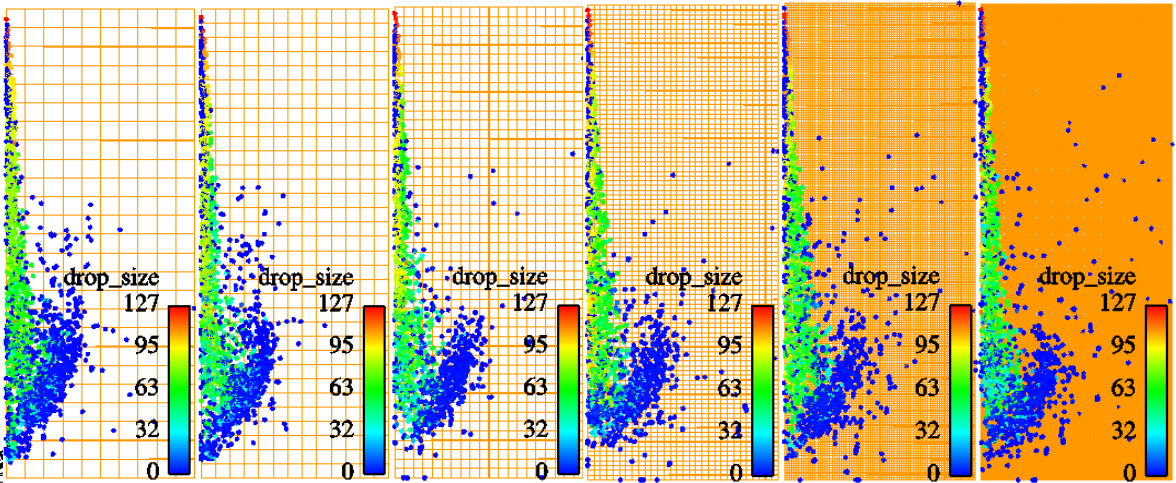 drop_size drop_size drop_size drop_size drop_size drop_size
127 127 127 127 127 127
95 95 95 95 95 95
63 63 63 63 63 63
32 32 32 32 32 32
0 0 0 0 0 0